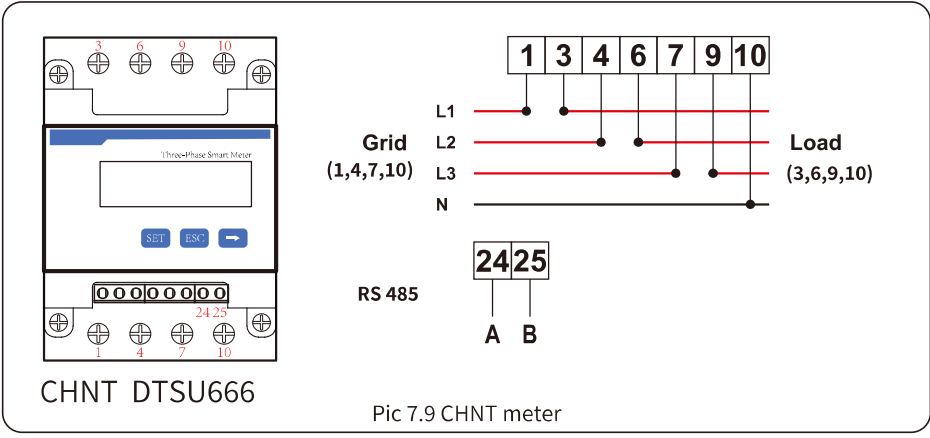 3 6 9 10
Three-Phase Smart Meter
SET ESC
24 25
1 4 7 10
CHNT DTSU666
1 3 4 6 7 9 10
L1
L2
L3
N
Grid
(1,4,7,10)
Load
(3,6,9,10)
24 25
RS 485
A B
Pic 7.9 CHNT meter